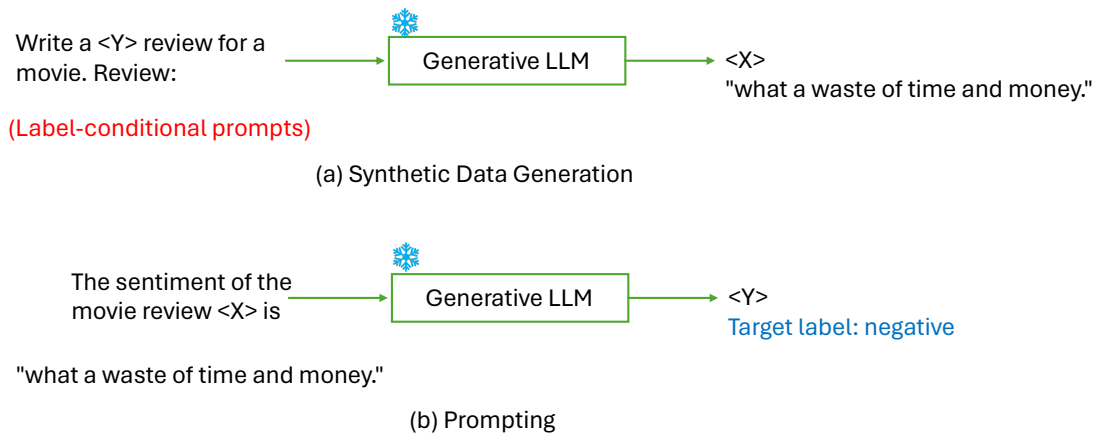 Write a <Y> review for a
movie. Review:
Generative LLM
<X>
"what a waste of time and money."
(Label-conditional prompts)
(a) Synthetic Data Generation
The sentiment of the
movie review <X> is
Generative LLM
<Y>
Target label: negative
"what a waste of time and money."
(b) Prompting